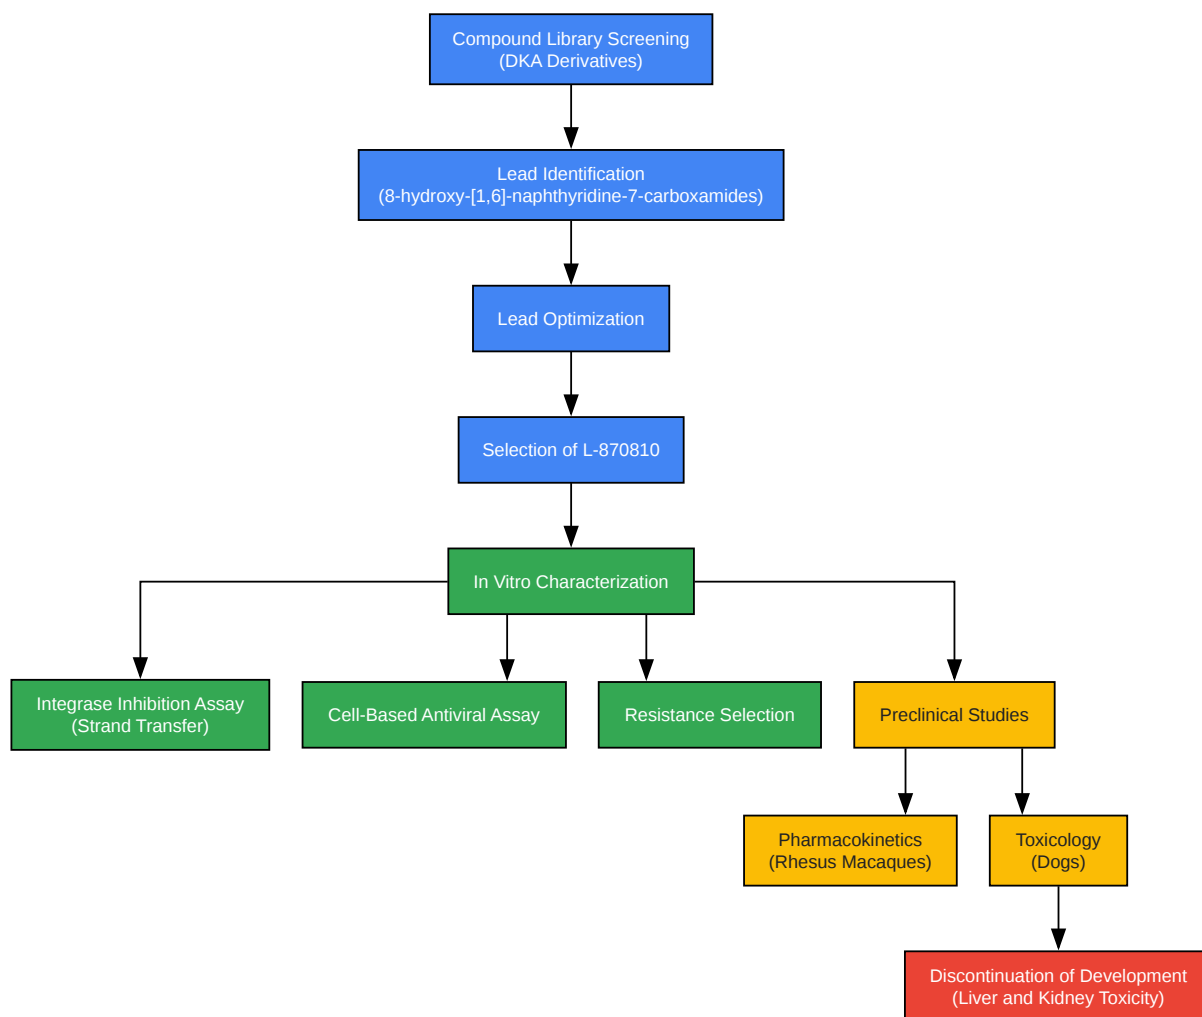 Compound Library Screening
(DKA Derivatives)
Lead Identification
(8-hydroxy-[1,6]-naphthyridine-7-carboxamides)
Lead Optimization
Selection of L-870810
In Vitro Characterization
Integrase Inhibition Assay
(Strand Transfer)
Cell-Based Antiviral Assay
Resistance Selection
Preclinical Studies
Pharmacokinetics
(Rhesus Macaques)
Toxicology
(Dogs)
Discontinuation of Development
(Liver and Kidney Toxicity)